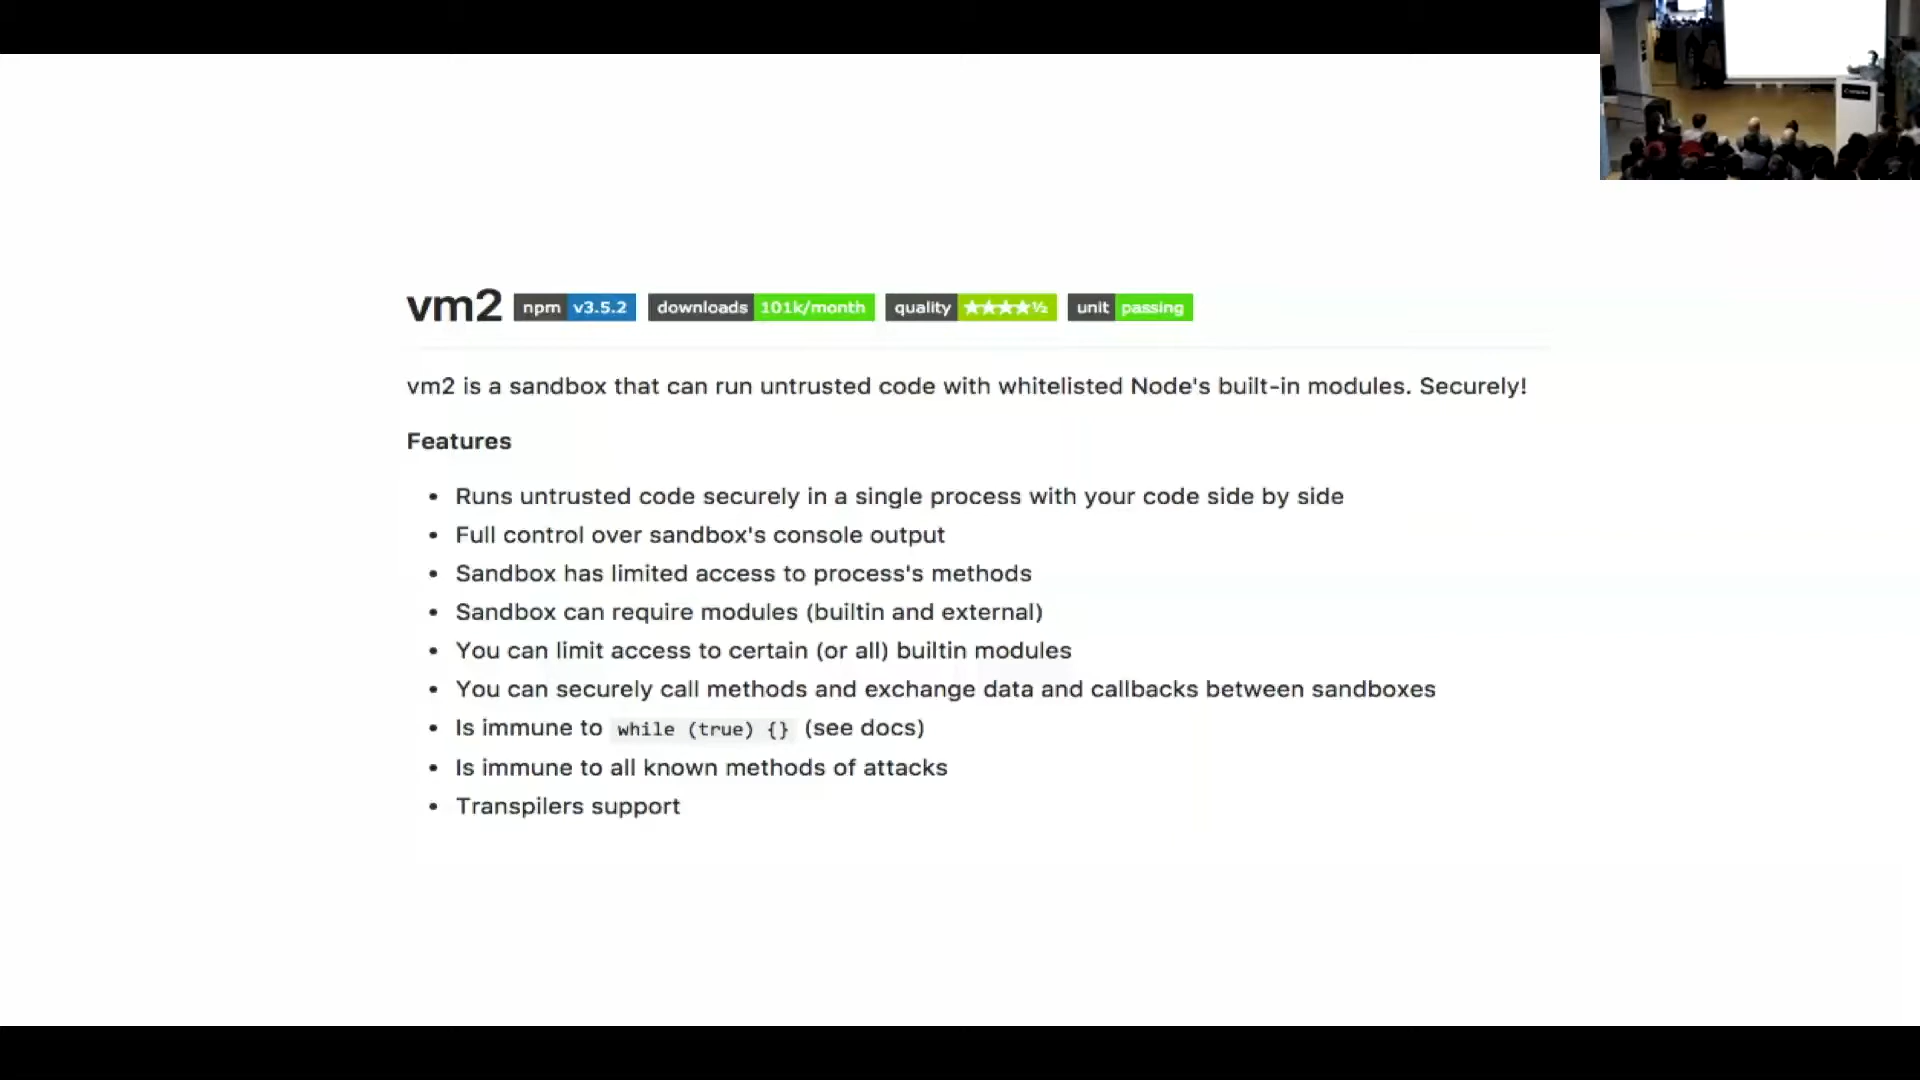 vm2 npm v3.5.2 downloads 101k/month quality ★★★★½ unit passing
vm2 is a sandbox that can run untrusted code with whitelisted Node's built-in modules. Securely!
Features
• Runs untrusted code securely in a single process with your code side by side
• Full control over sandbox's console output
• Sandbox has limited access to process's methods
• Sandbox can require modules (builtin and external)
• You can limit access to certain (or all) builtin modules
• You can securely call methods and exchange data and callbacks between sandboxes
• Is immune to while (true) {} (see docs)
• Is immune to all known methods of attacks
• Transpilers support